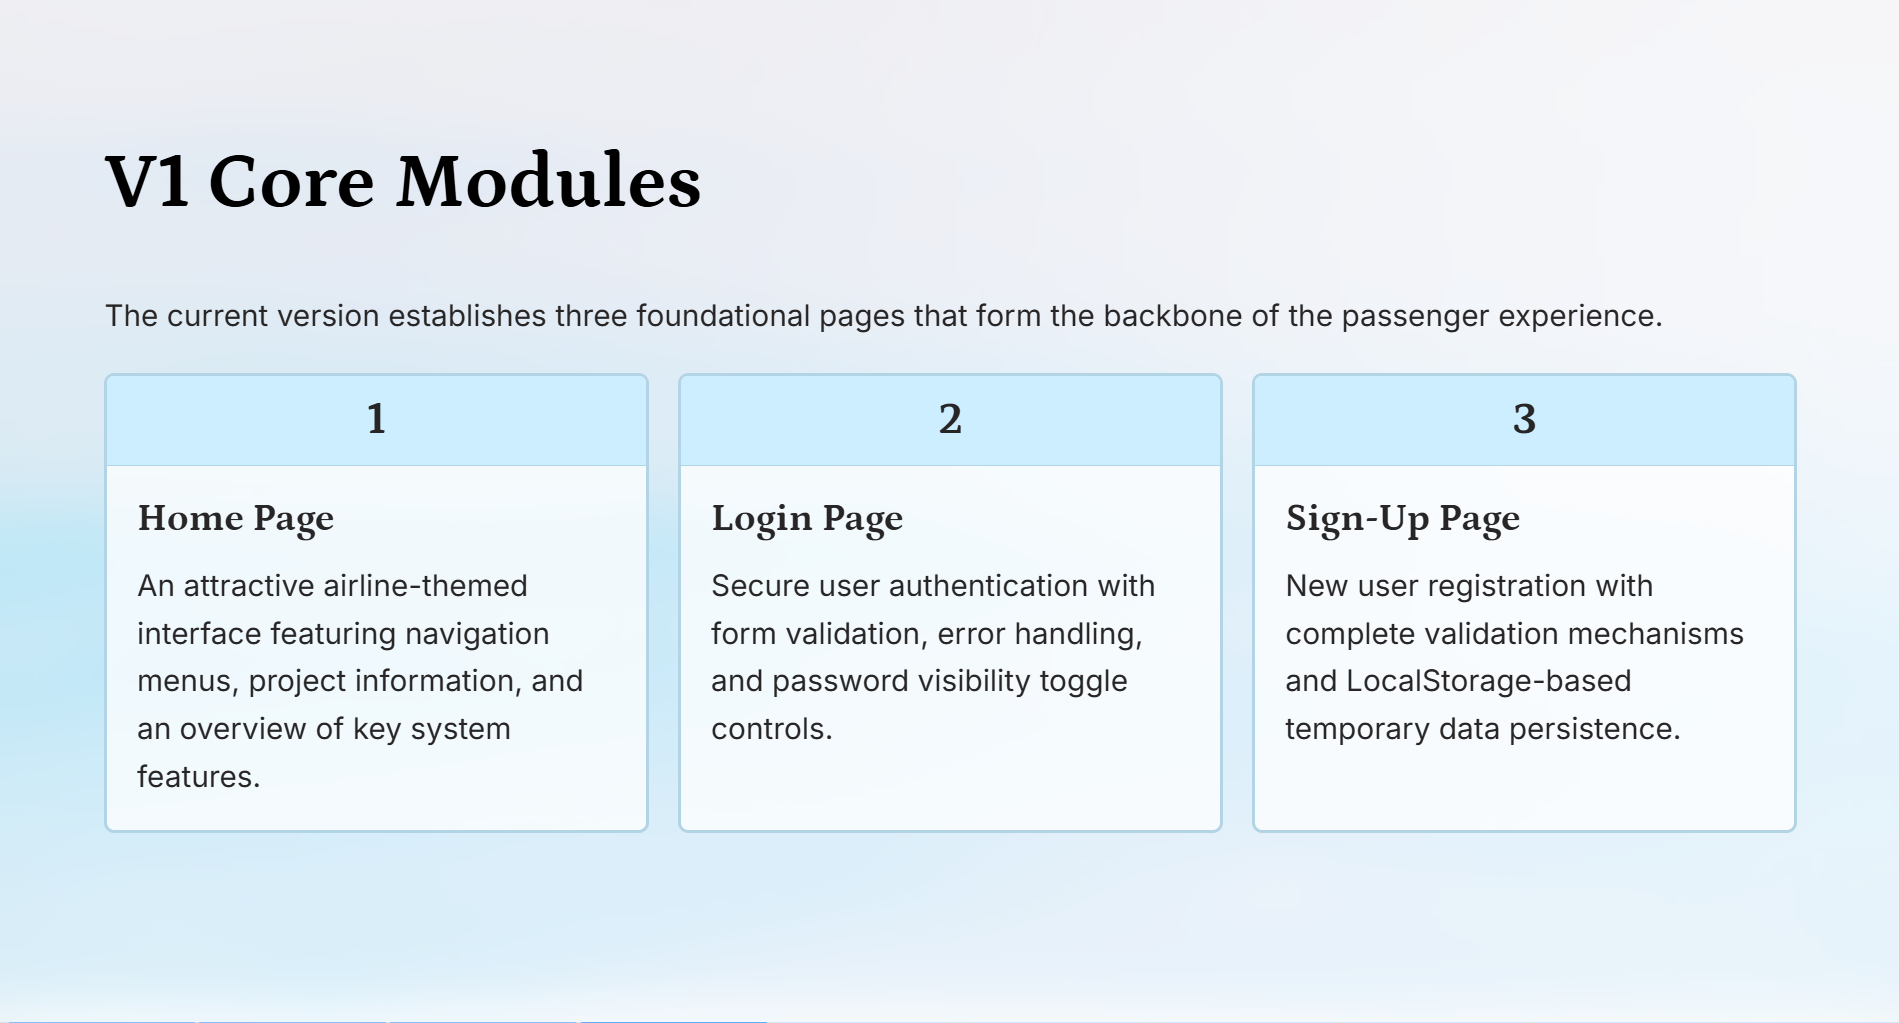 V1 Core Modules
The current version establishes three foundational pages that form the backbone of the passenger experience.
1
Home Page
An attractive airline-themed
interface featuring navigation
menus, project information, and
an overview of key system
features.
2
Login Page
Secure user authentication with
form validation, error handling,
and password visibility toggle
controls.
3
Sign-Up Page
New user registration with
complete validation mechanisms
and LocalStorage-based
temporary data persistence.